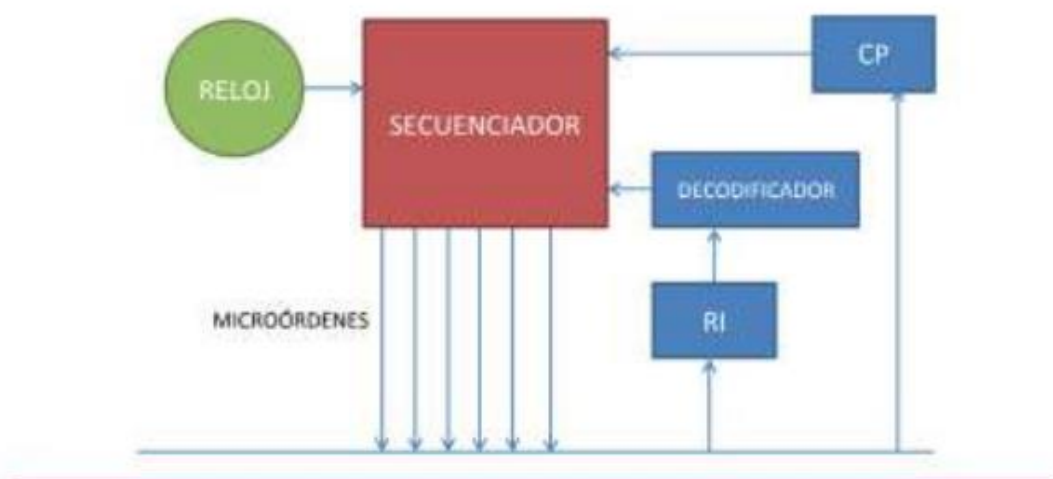 CP
RELOJ
SECUENCIADOR
DECODIFICADOR
MICROÓRDENES
RI